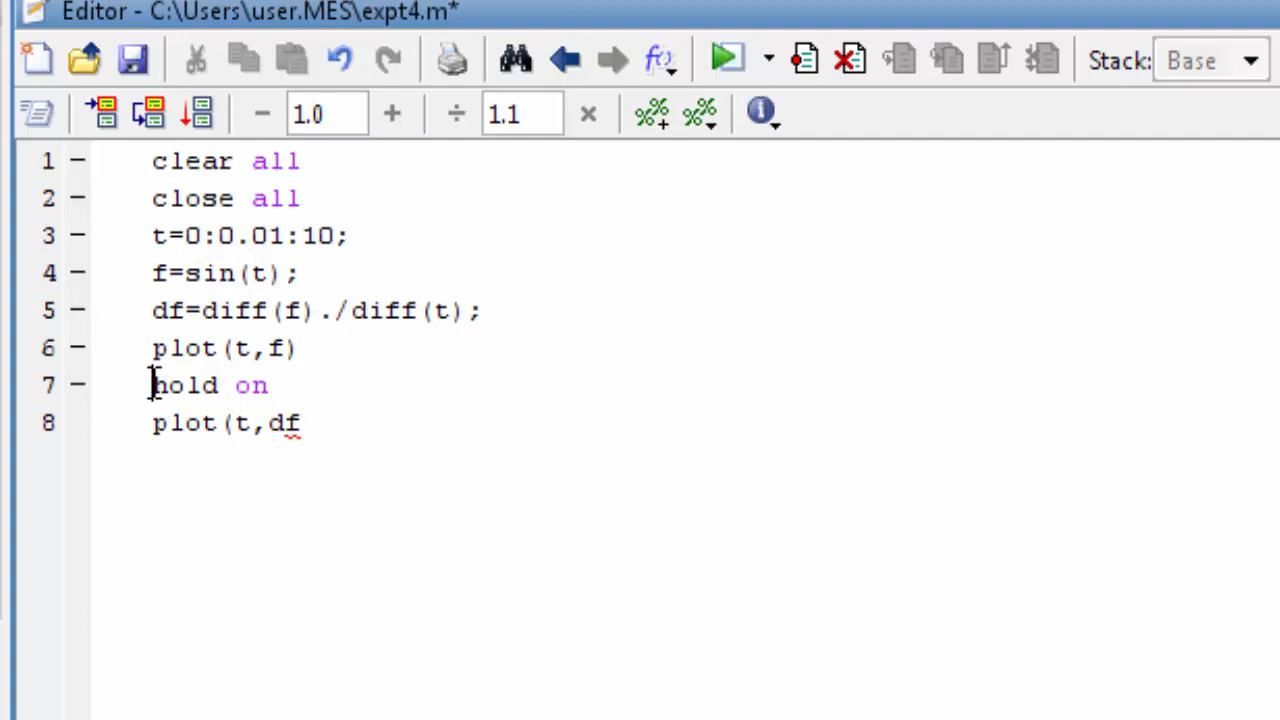 Editor - C:\Users\user.MES\expt4.m*
Stack: Base
1.0
1.1
1 - clear all
2 - close all
3 - t=0:0.01:10;
4 - f=sin(t);
5 - df=diff(f)./diff(t);
6 - plot(t,f)
7 - hold on
8 plot(t,df